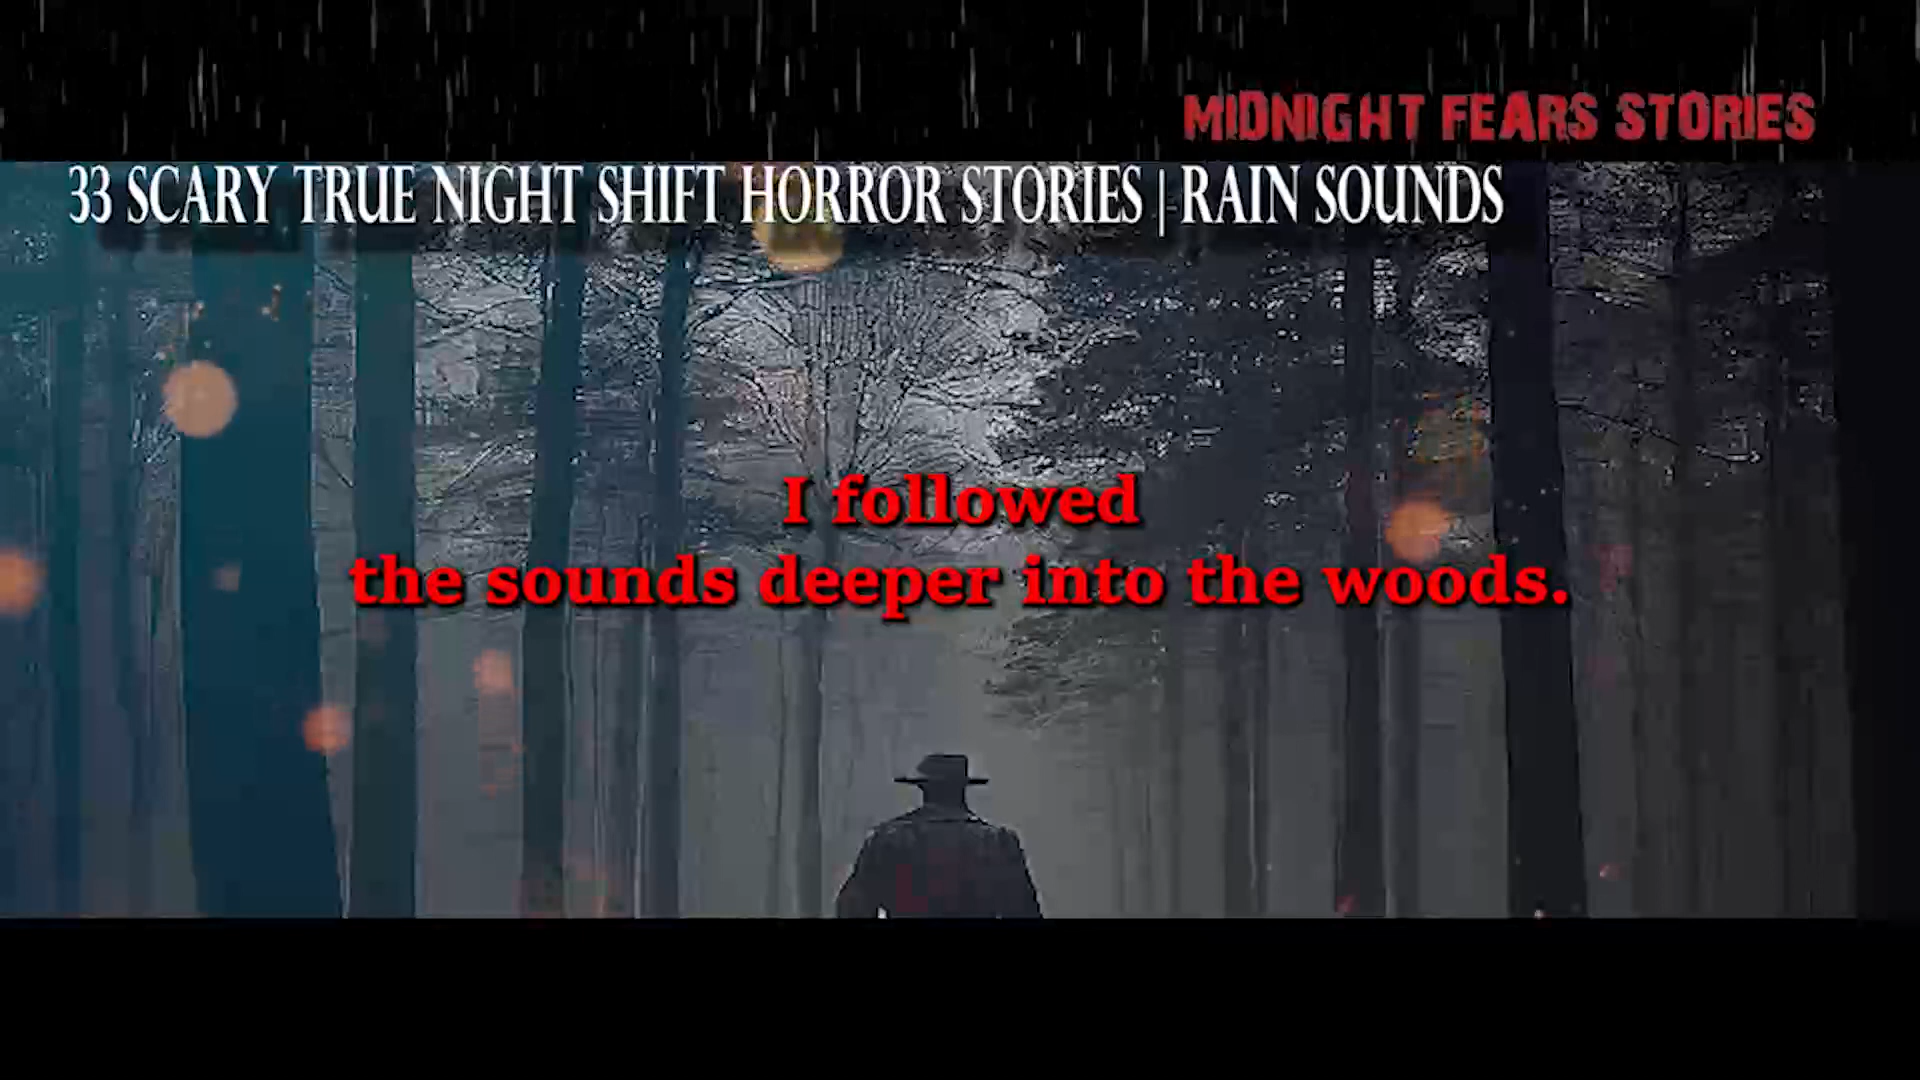 MIDNIGHT FEARS STORIES
33 SCARY TRUE NIGHT SHIFT HORROR STORIES | RAIN SOUNDS
I followed
the sounds deeper into the woods.